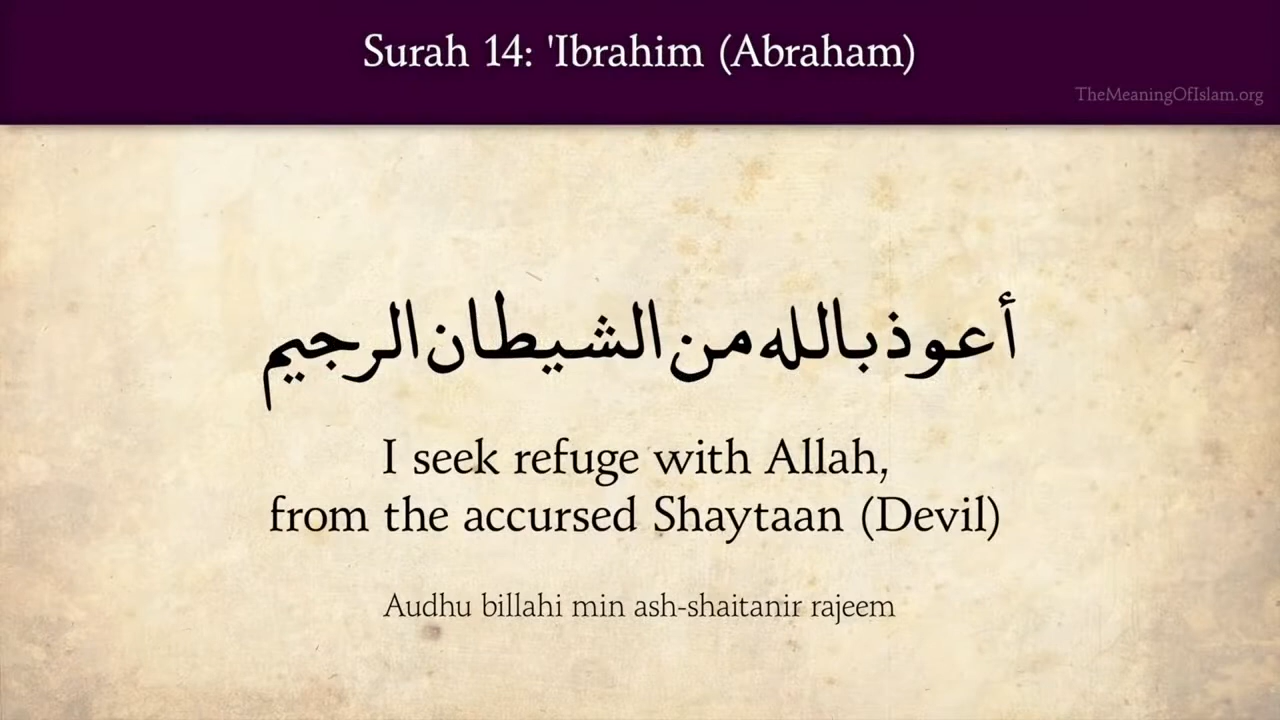 Surah 14: 'Ibrahim (Abraham)
TheMeaningOfIslam.org
أعوذ بالله من الشيطان الرجيم
I seek refuge with Allah,
from the accursed Shaytaan (Devil)
Audhu billahi min ash-shaitanir rajeem